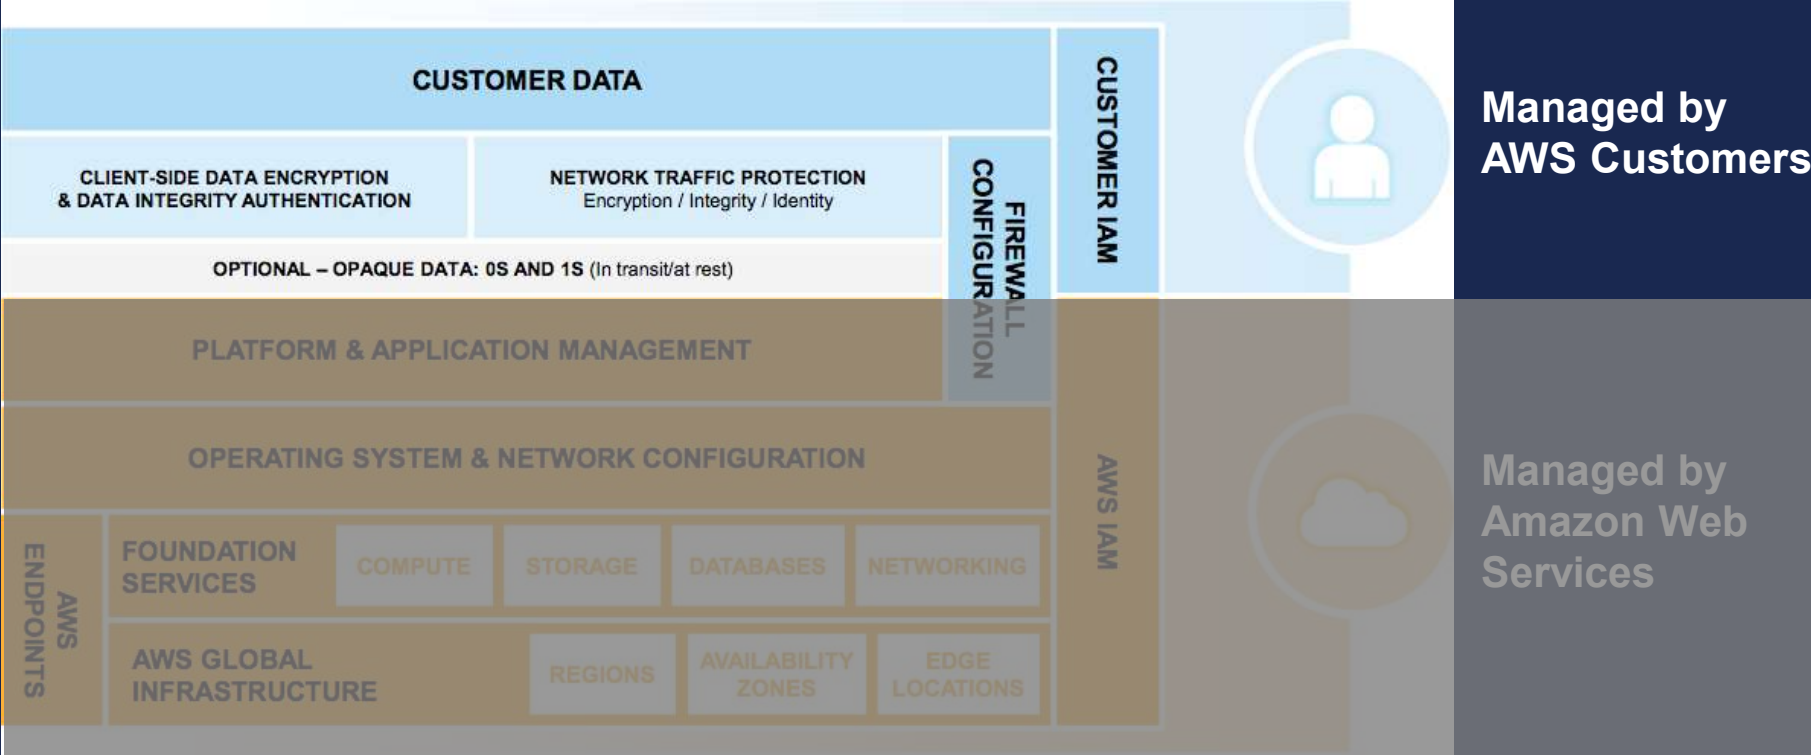 CUSTOMER DATA
CUSTOMER IAM
Managed by
AWS Customers
CLIENT-SIDE DATA ENCRYPTION
& DATA INTEGRITY AUTHENTICATION
NETWORK TRAFFIC PROTECTION
Encryption / Integrity / Identity
FIREWALL
CONFIGURATION
OPTIONAL – OPAQUE DATA: 0S AND 1S (In transit/at rest)
PLATFORM & APPLICATION MANAGEMENT
OPERATING SYSTEM & NETWORK CONFIGURATION
AWS IAM
Managed by
Amazon Web
Services
AWS
ENDPOINTS
FOUNDATION
SERVICES
COMPUTE
STORAGE
DATABASES
NETWORKING
AWS GLOBAL
INFRASTRUCTURE
REGIONS
AVAILABILITY
ZONES
EDGE
LOCATIONS